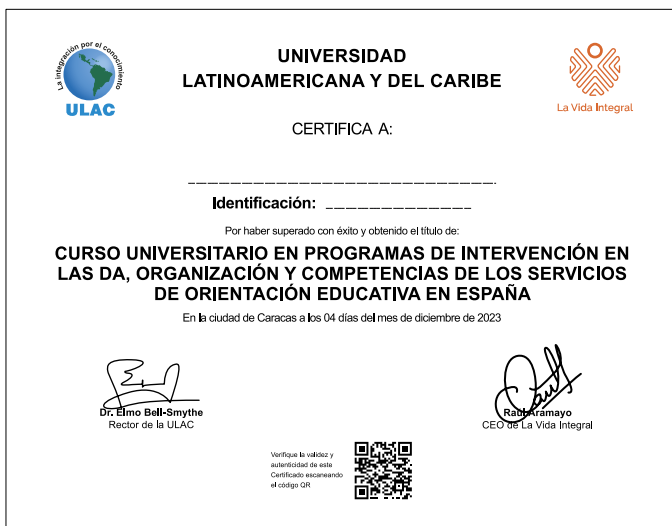 La integración por el conocimiento
ULAC
UNIVERSIDAD
LATINOAMERICANA Y DEL CARIBE
La Vida Integral
CERTIFICA A:
Identificación:
Por haber superado con éxito y obtenido el título de:
CURSO UNIVERSITARIO EN PROGRAMAS DE INTERVENCIÓN EN
LAS DA, ORGANIZACIÓN Y COMPETENCIAS DE LOS SERVICIOS
DE ORIENTACIÓN EDUCATIVA EN ESPAÑA
En la ciudad de Caracas a los 04 días del mes de diciembre de 2023
Dr. Elmo Bell-Smythe
Rector de la ULAC
Raúl Aramayo
CEO de La Vida Integral
Verifique la validez y
autenticidad de este
Certificado escaneando
el código QR